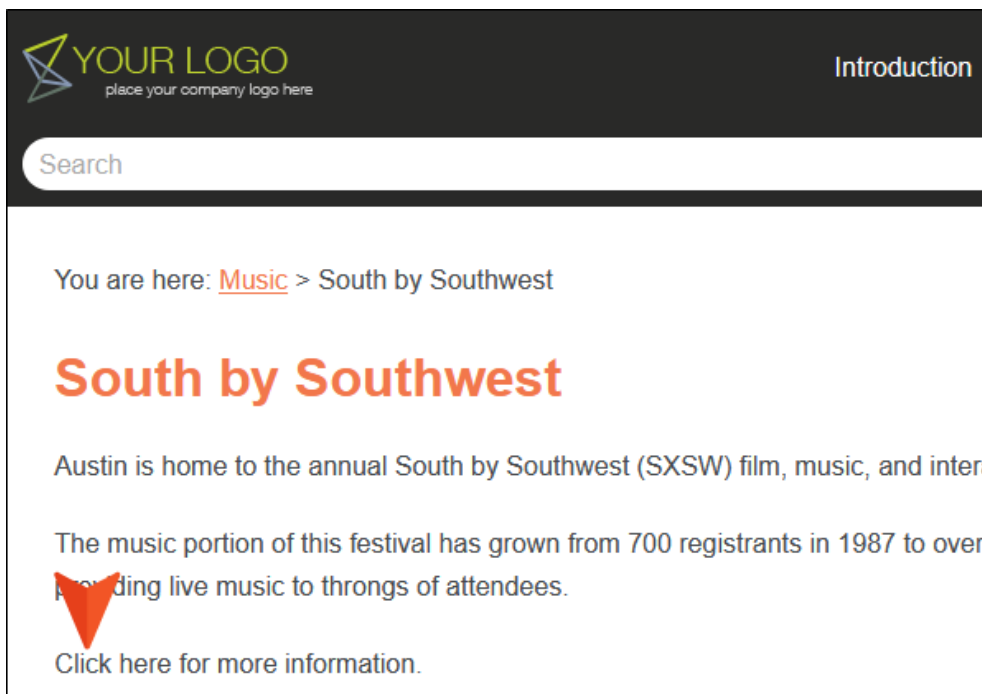 YOUR LOGO
place your company logo here
Introduction
Search
You are here: Music > South by Southwest
South by Southwest
Austin is home to the annual South by Southwest (SXSW) film, music, and
The music portion of this festival has grown from 700 registrants in 1987 to over
providing live music to throngs of attendees.
Click here for more information.